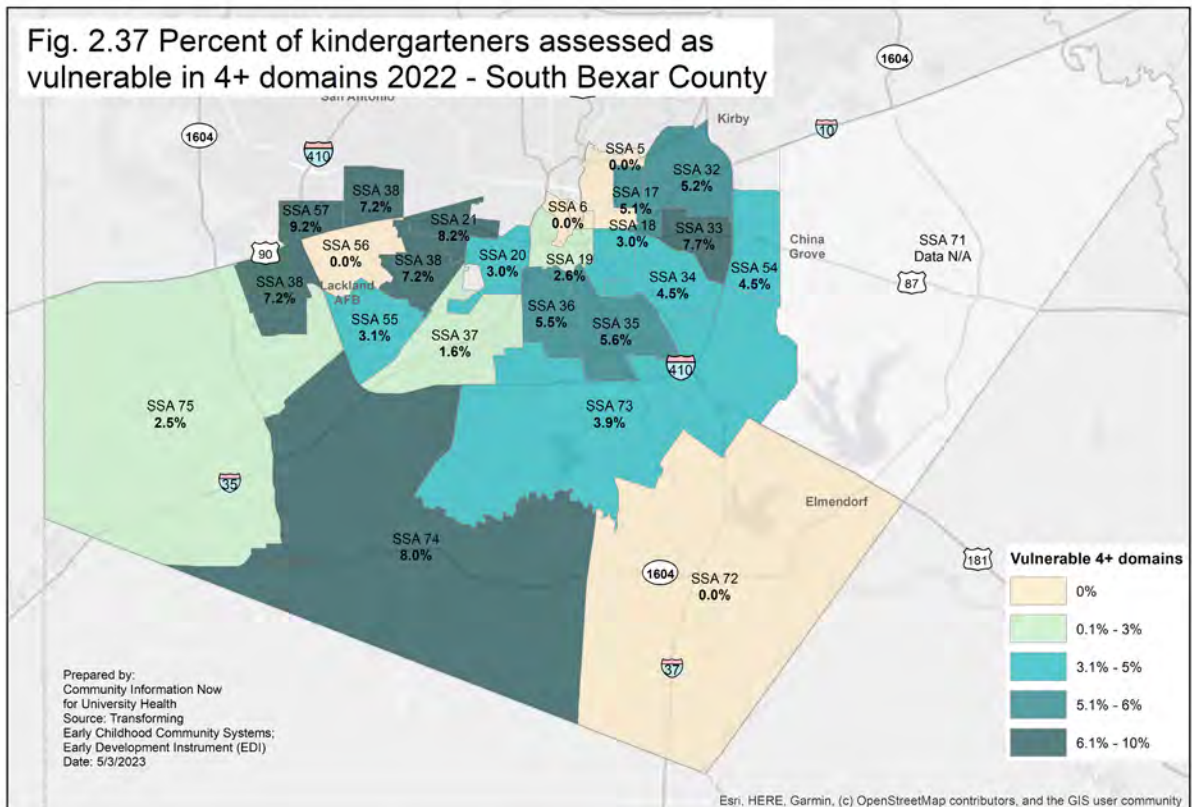 Fig. 2.37 Percent of kindergarteners assessed as
vulnerable in 4+ domains 2022 - South Bexar County
San Antonio
1604
1604
Kirby
10
410
SSA 5
0.0%
SSA 32
5.2%
SSA 38
7.2%
SSA 17
5.1%
SSA 57
9.2%
SSA 6
0.0%
SSA 21
8.2%
SSA 18
3.0%
SSA 33
7.7%
SSA 56
0.0%
90
SSA 20
3.0%
China
Grove
SSA 71
Data N/A
SSA 38
7.2%
SSA 19
2.6%
SSA 54
4.5%
87
SSA 38
7.2%
Lackland
AFB
SSA 34
4.5%
SSA 36
5.5%
SSA 55
3.1%
SSA 35
5.6%
SSA 37
1.6%
410
SSA 75
2.5%
SSA 73
3.9%
35
Elmendorf
SSA 74
8.0%
181
1604
SSA 72
0.0%
37
Vulnerable 4+ domains
0%
0.1% - 3%
3.1% - 5%
5.1% - 6%
6.1% - 10%
Prepared by:
Community Information Now
for University Health
Source: Transforming
Early Childhood Community Systems;
Early Development Instrument (EDI)
Date: 5/3/2023
Esri, HERE, Garmin, (c) OpenStreetMap contributors, and the GIS user community